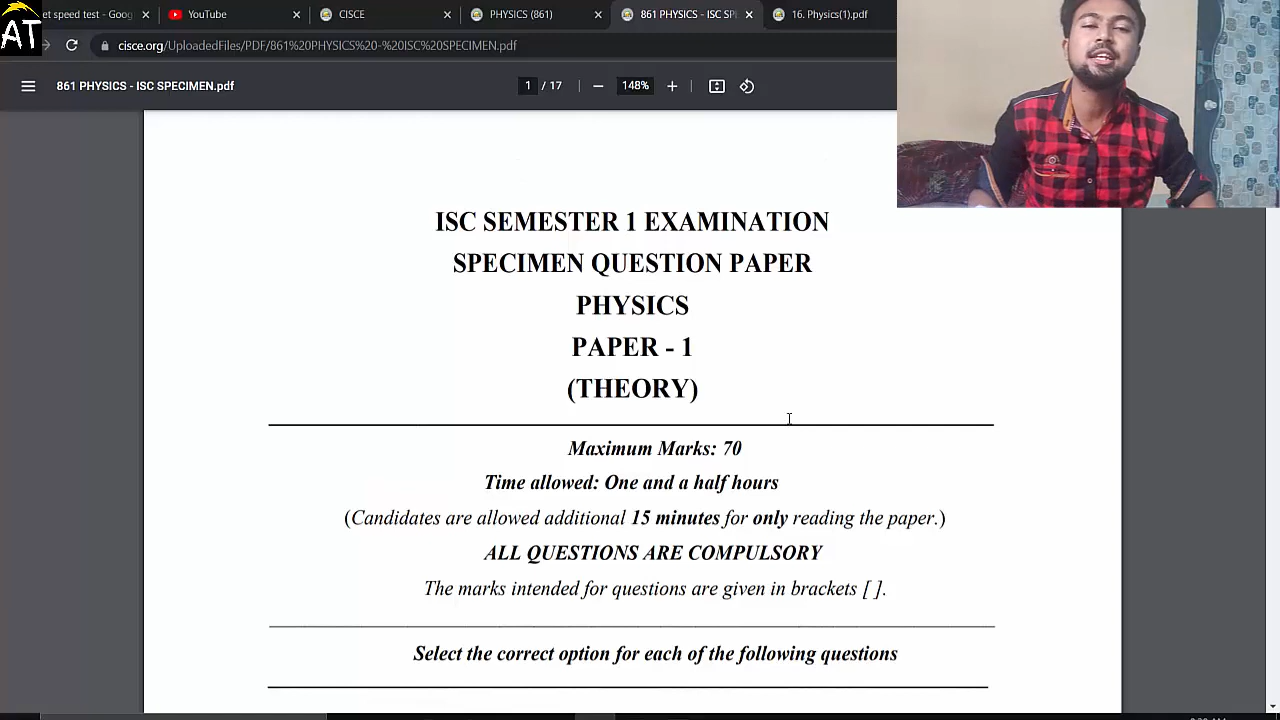 AT
et speed test - Goog
YouTube
CISCE
PHYSICS (861)
861 PHYSICS - ISC SP
16. Physics(1).pdf
cisce.org/UploadedFiles/PDF/861%20PHYSICS%20-%20ISC%20SPECIMEN.pdf
861 PHYSICS - ISC SPECIMEN.pdf
1 / 17
148%
ISC SEMESTER 1 EXAMINATION
SPECIMEN QUESTION PAPER
PHYSICS
PAPER - 1
(THEORY)
Maximum Marks: 70
Time allowed: One and a half hours
(Candidates are allowed additional 15 minutes for only reading the paper.)
ALL QUESTIONS ARE COMPULSORY
The marks intended for questions are given in brackets [ ].
Select the correct option for each of the following questions